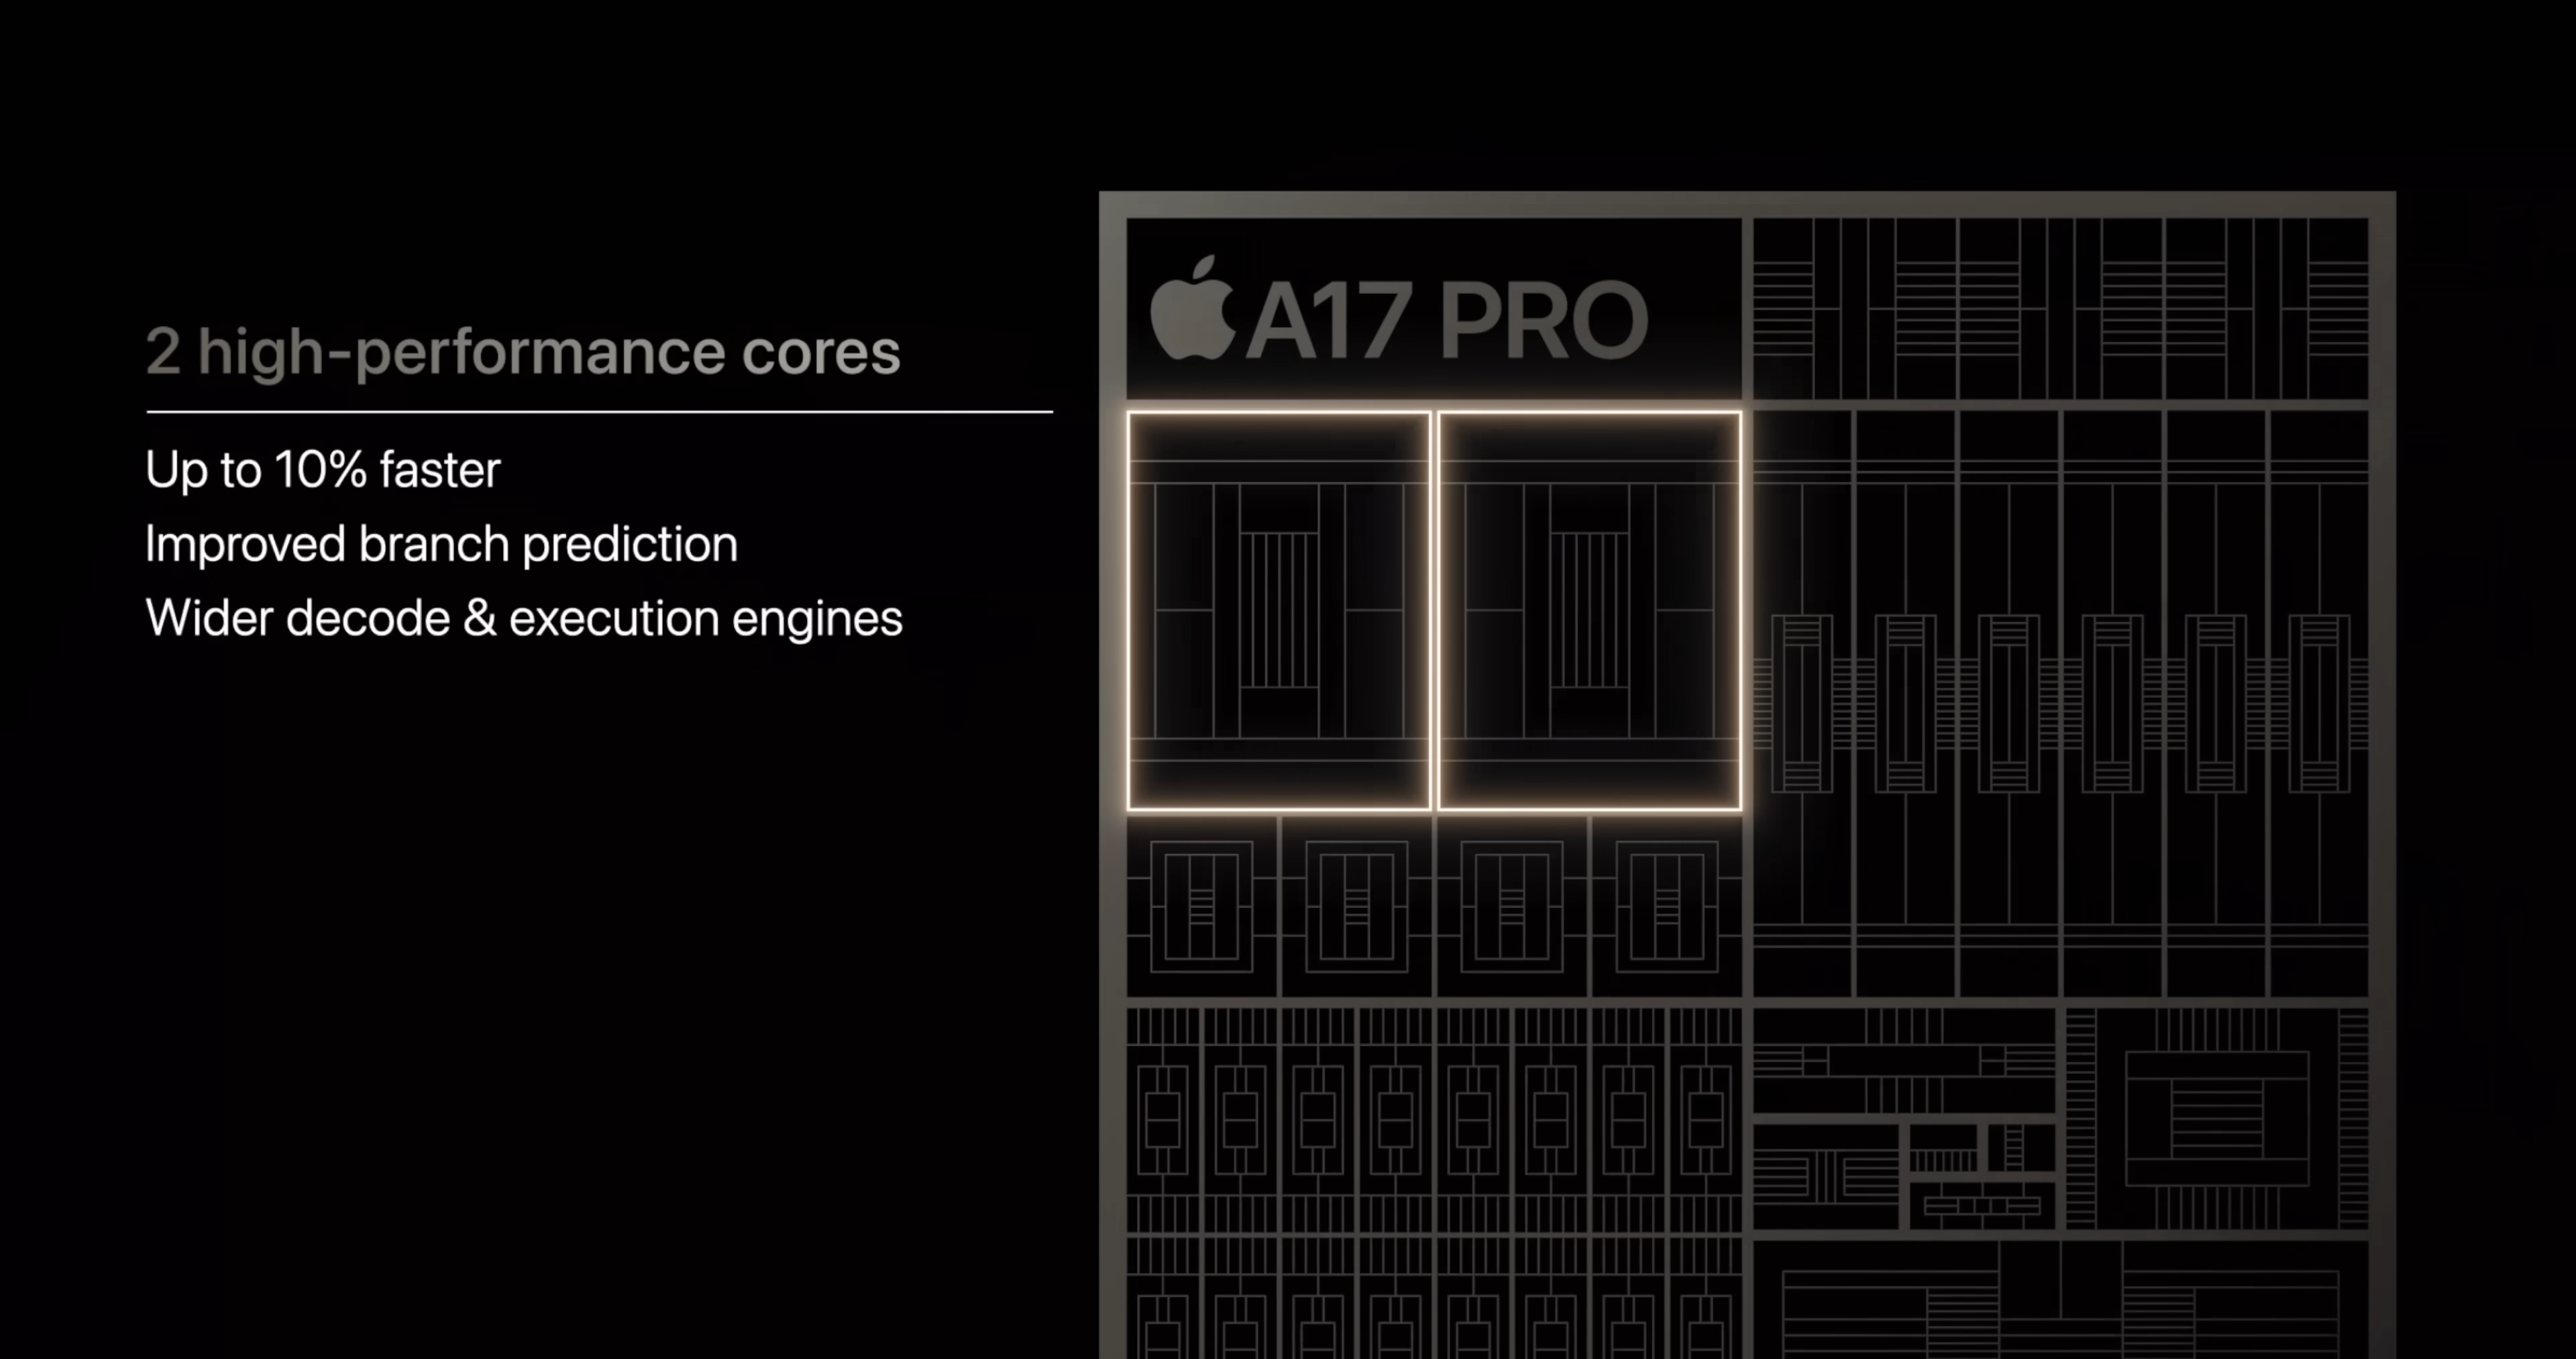 2 high-performance cores
Up to 10% faster
Improved branch prediction
Wider decode & execution engines
A17 PRO